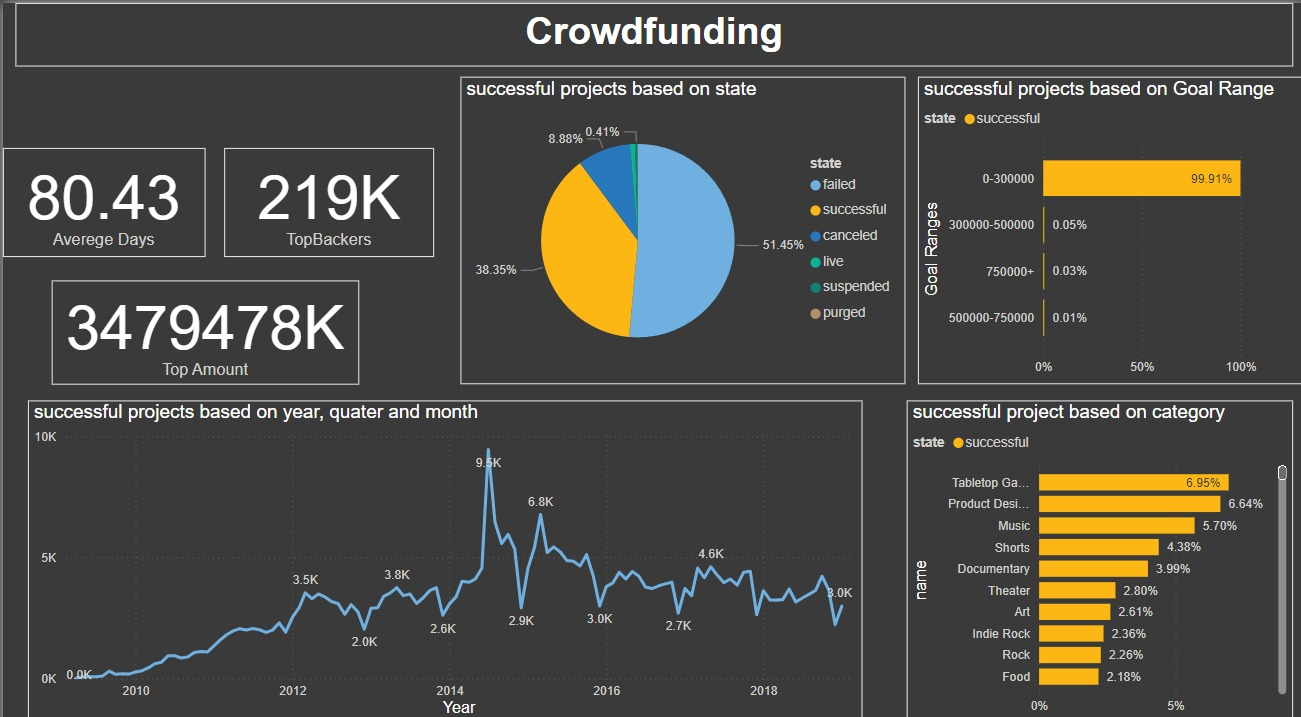 Crowdfunding
80.43
Averege Days
219K
TopBackers
3479478K
Top Amount
successful projects based on state
0.41%
8.88%
38.35%
51.45%
state
failed
successful
canceled
live
suspended
purged
successful projects based on Goal Range
state successful
Goal Ranges
0-300000 99.91%
300000-500000 0.05%
750000+ 0.03%
500000-750000 0.01%
0% 50% 100%
successful projects based on year, quater and month
10K
5K
0K
0.0K
3.5K
2.0K
3.8K
2.6K
9.5K
2.9K
6.8K
3.0K
2.7K
4.6K
3.0K
2010 2012 2014 2016 2018
Year
successful project based on category
state successful
name
Tabletop Ga... 6.95%
Product Desi... 6.64%
Music 5.70%
Shorts 4.38%
Documentary 3.99%
Theater 2.80%
Art 2.61%
Indie Rock 2.36%
Rock 2.26%
Food 2.18%
0% 5%